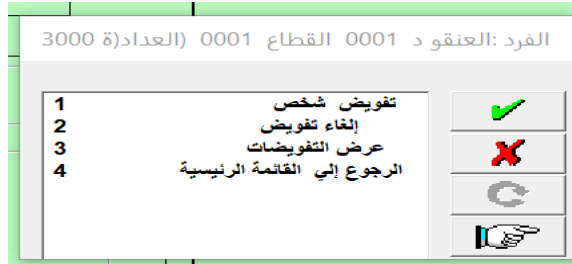 الفرد :العنقو د 0001 القطاع 0001 (العداد(ة 3000
1 تفويض شخص
2 إلغاء تفويض
3 عرض التفويضات
4 الرجوع إلي القائمة الرئيسية